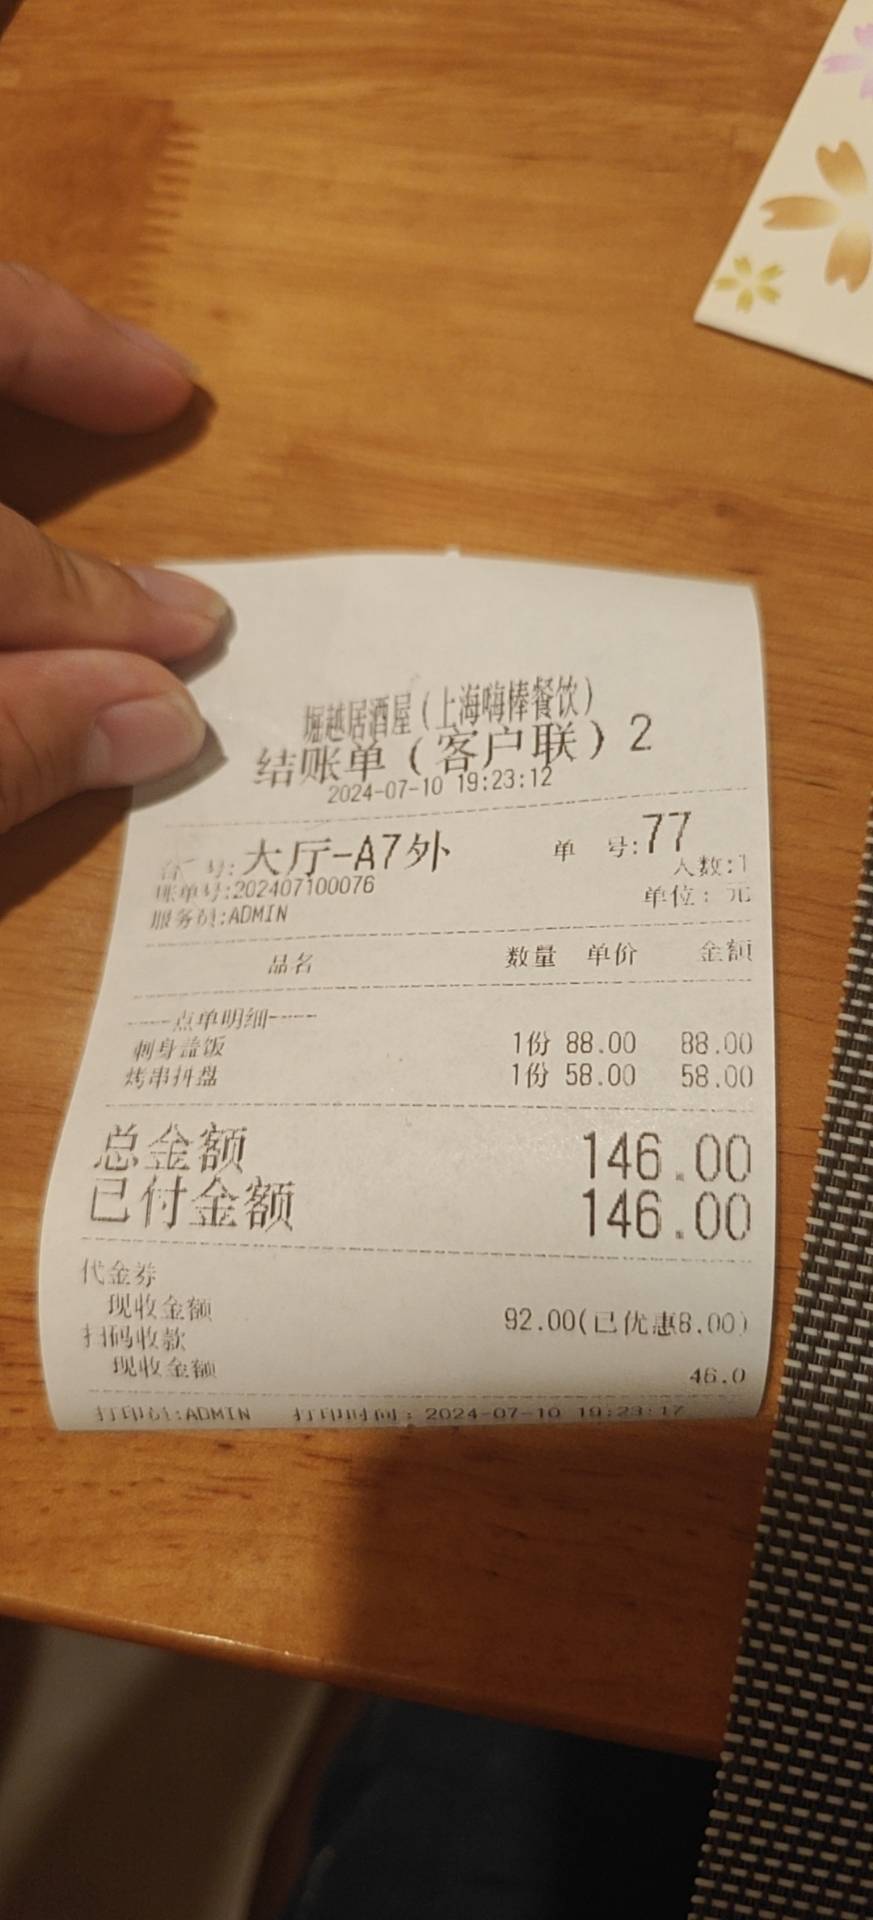 堀越居酒屋(上海嗨棒餐饮)
结账单(客户联)2
2024-07-10 19:23:12
台 号:大厅-A7外 单 号:77
人数:1
账单号:202407100076
单位: 元
服务员:ADMIN
品名 数量 单价 金额
-----点单明细-----
刺身盖饭 1份 88.00 88.00
烤串拼盘 1份 58.00 58.00
总金额 146.00
已付金额 146.00
代金券
现收金额 92.00(已优惠8.00)
扫码收款
现收金额 46.0
打印员:ADMIN 打印时间: 2024-07-10 19:23:17